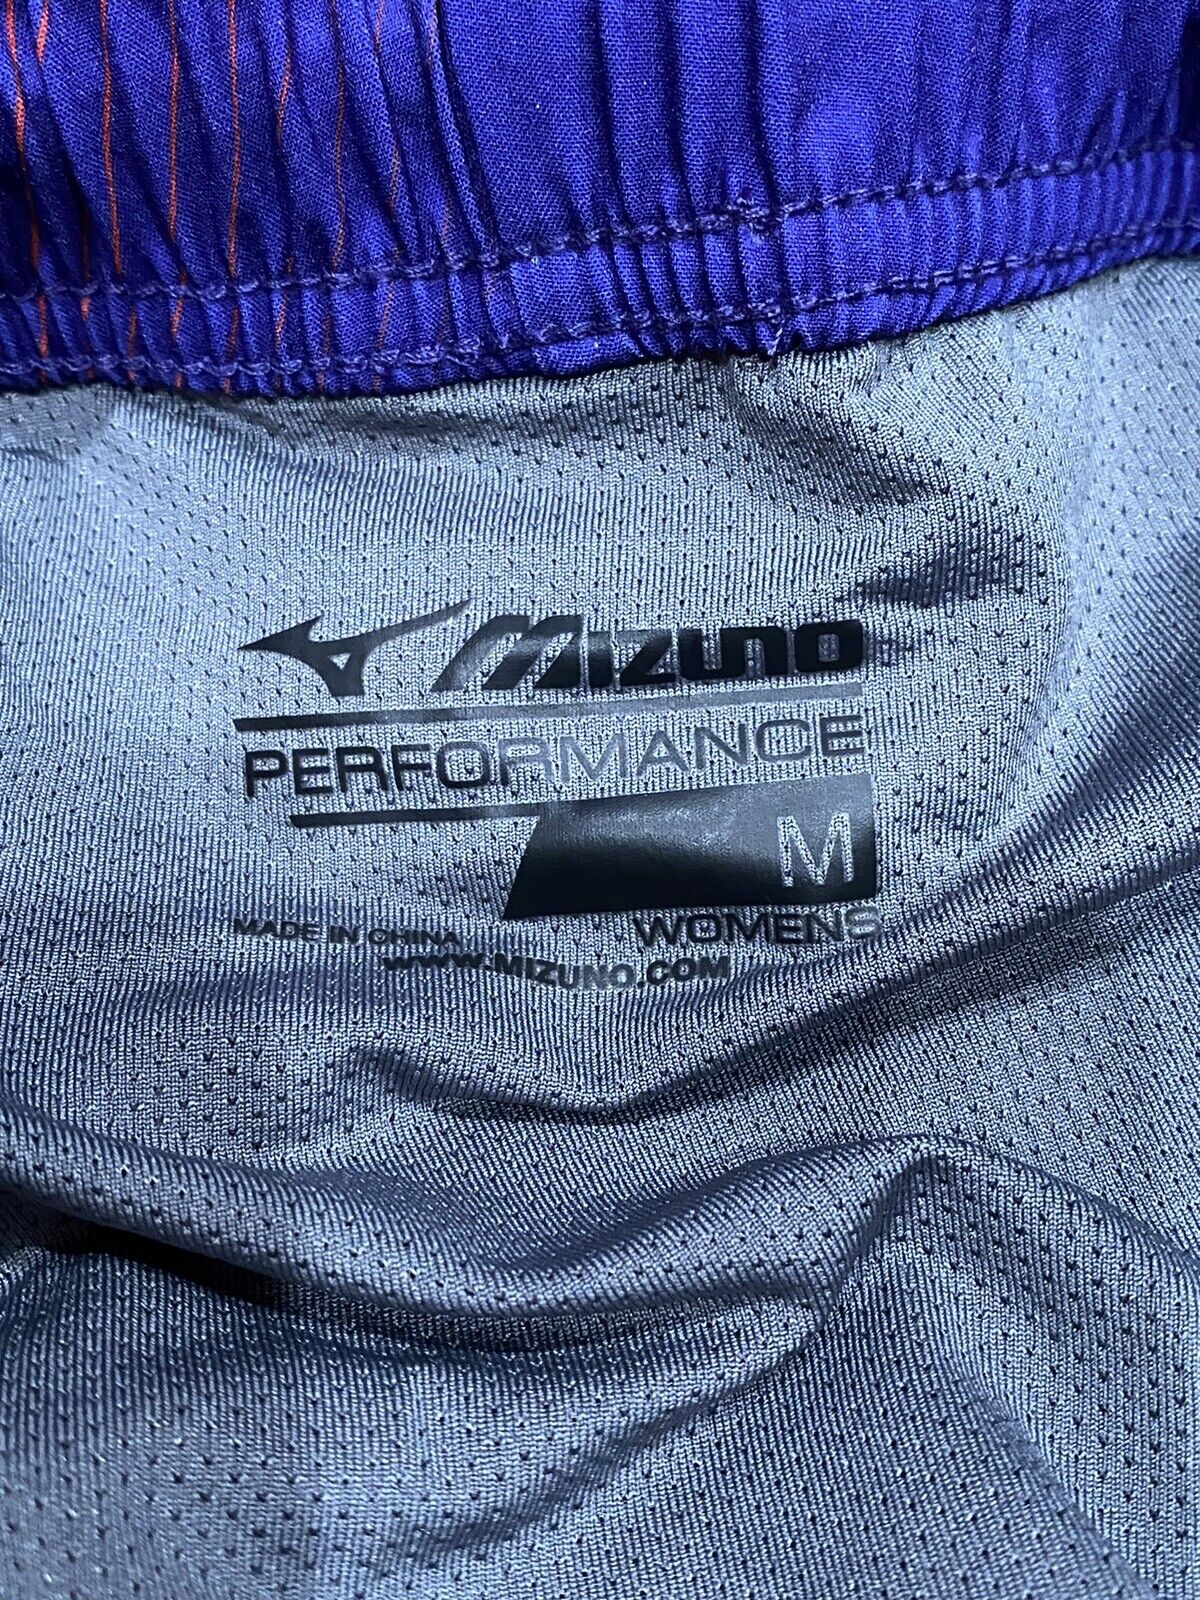 Mizuno
PERFORMANCE
M
WOMENS
MADE IN CHINA
WWW.MIZUNO.COM